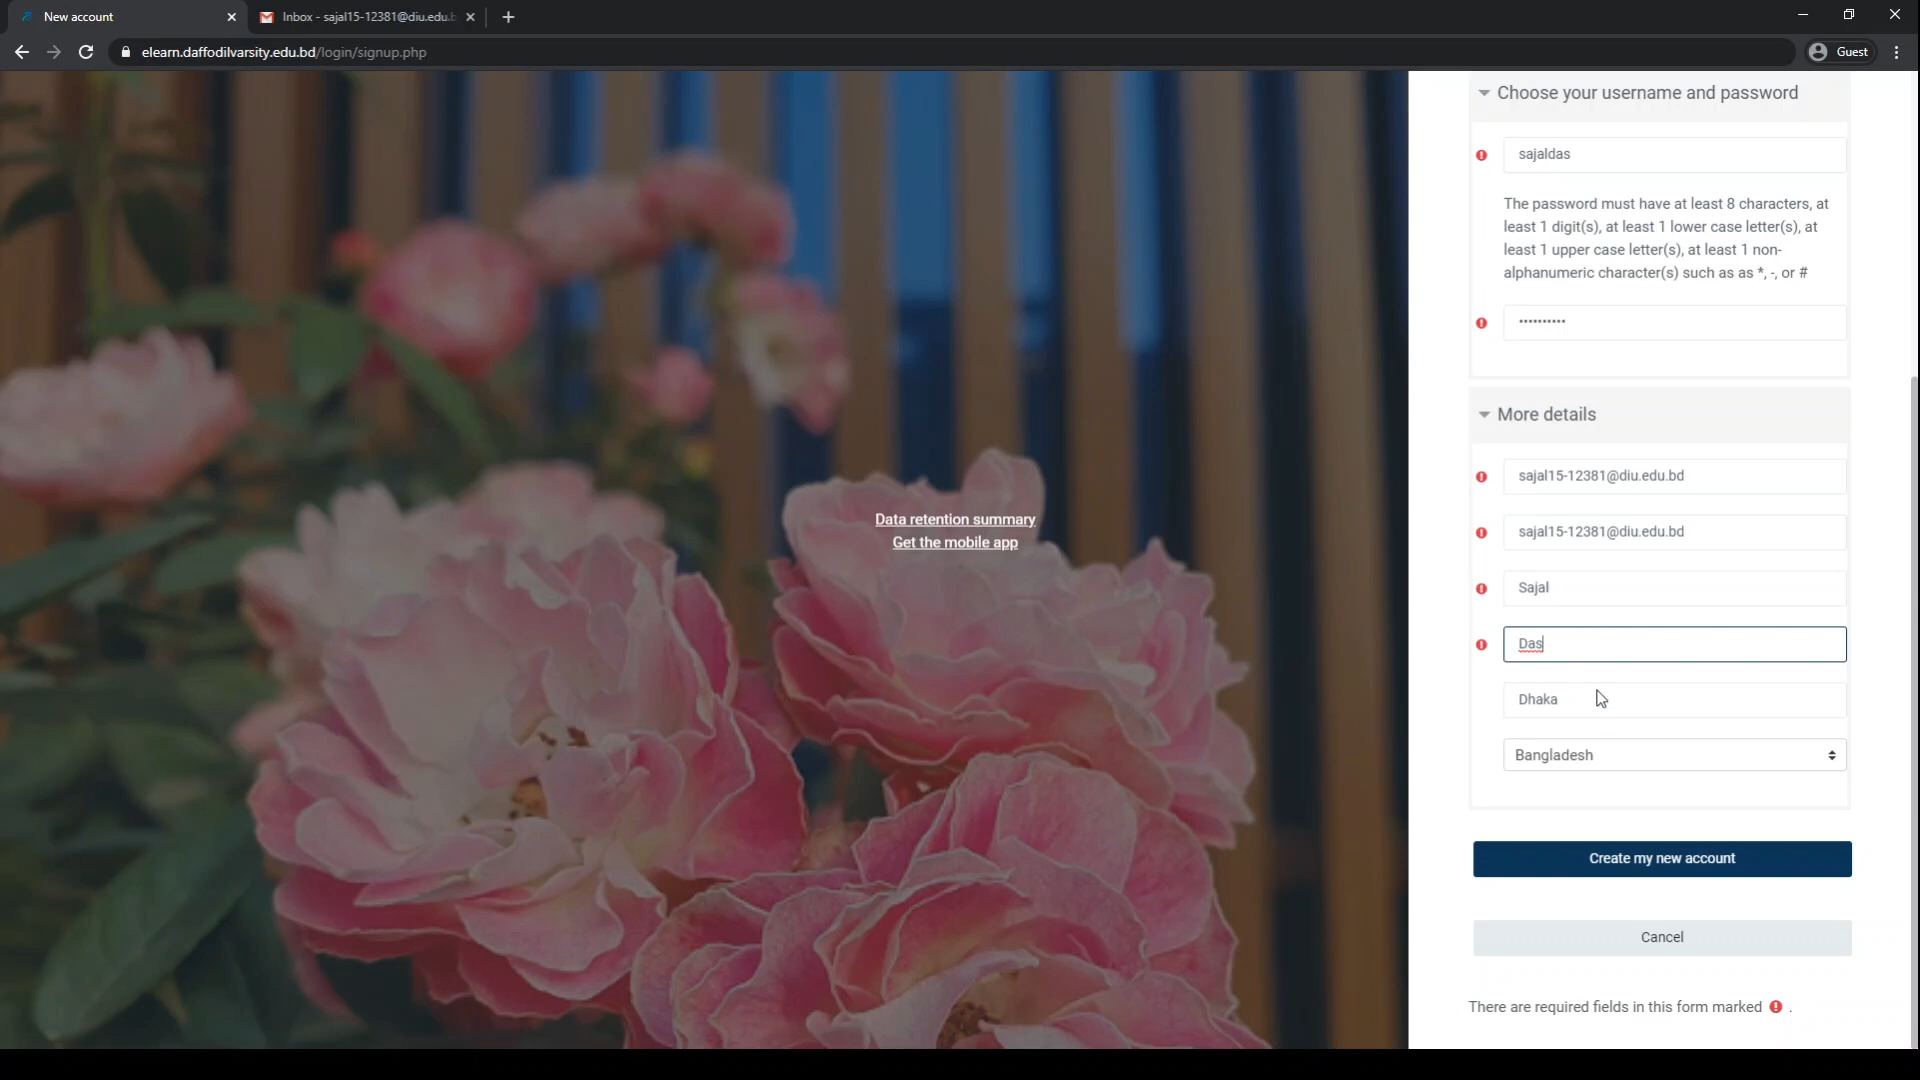 New account
Inbox - sajal15-12381@diu.edu.b
elearn.daffodilvarsity.edu.bd/login/signup.php
Guest
Choose your username and password
sajaldas
The password must have at least 8 characters, at
least 1 digit(s), at least 1 lower case letter(s), at
least 1 upper case letter(s), at least 1 non-
alphanumeric character(s) such as as *, -, or #
••••••••••
More details
sajal15-12381@diu.edu.bd
sajal15-12381@diu.edu.bd
Data retention summary
Get the mobile app
Sajal
Das
Dhaka
Bangladesh
Create my new account
Cancel
There are required fields in this form marked .